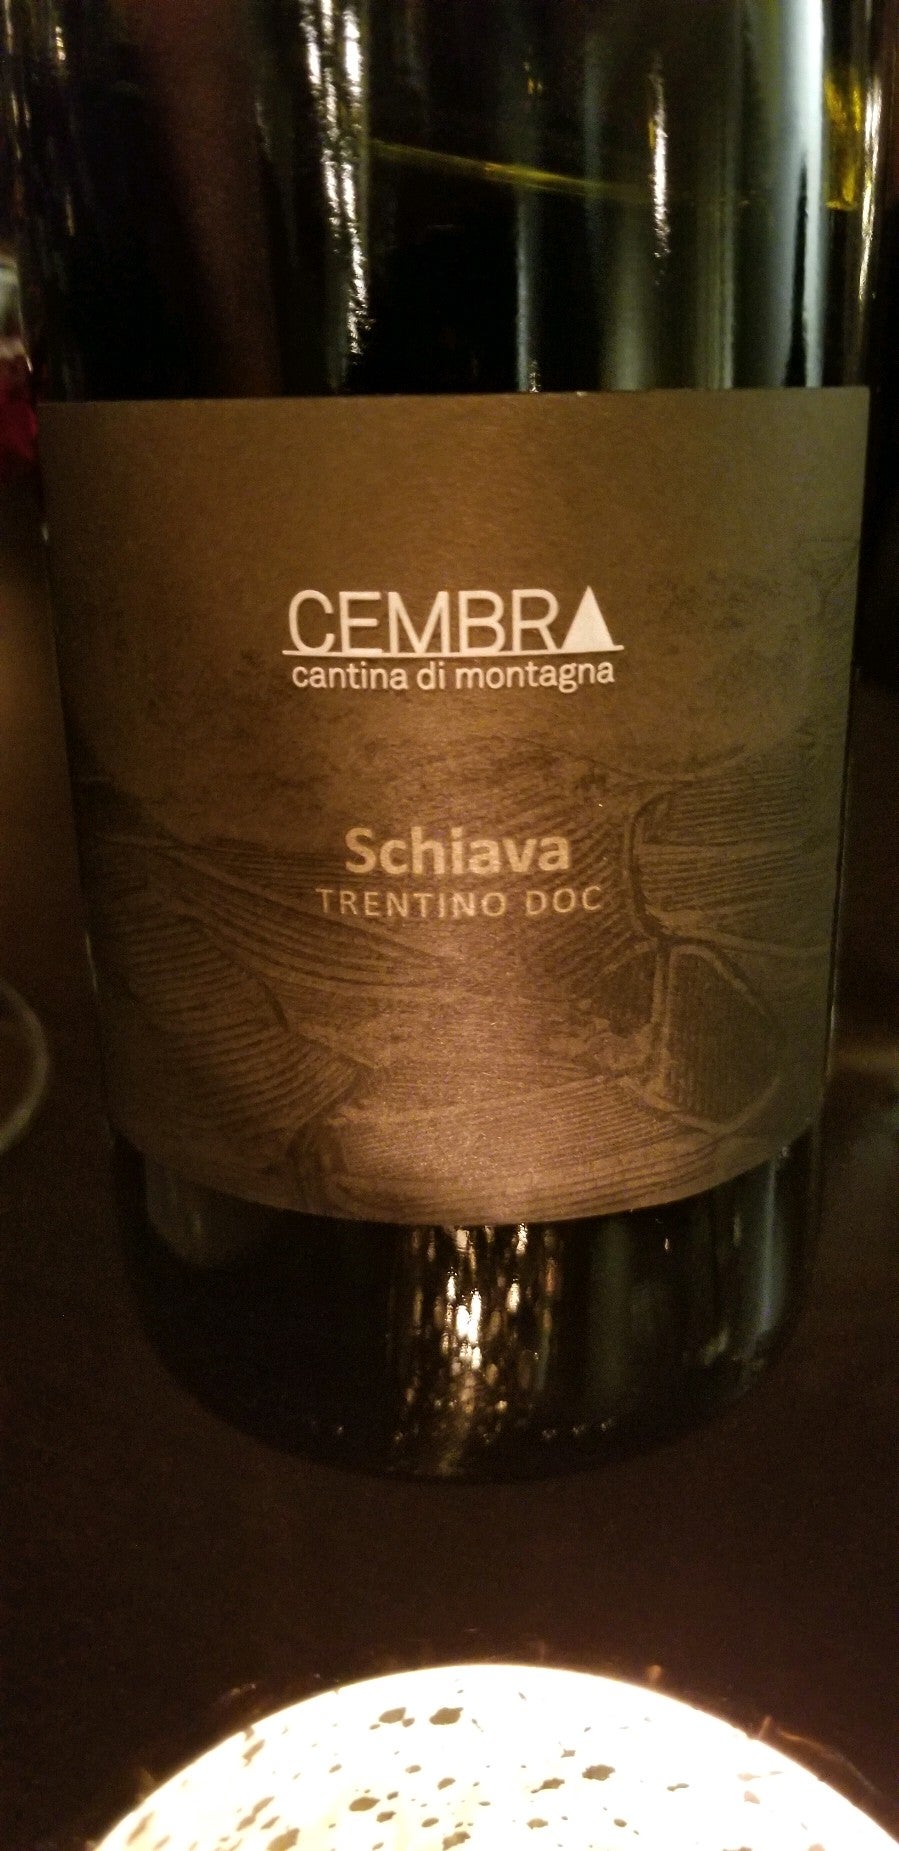 CEMBRA
cantina di montagna
Schiava
TRENTINO DOC